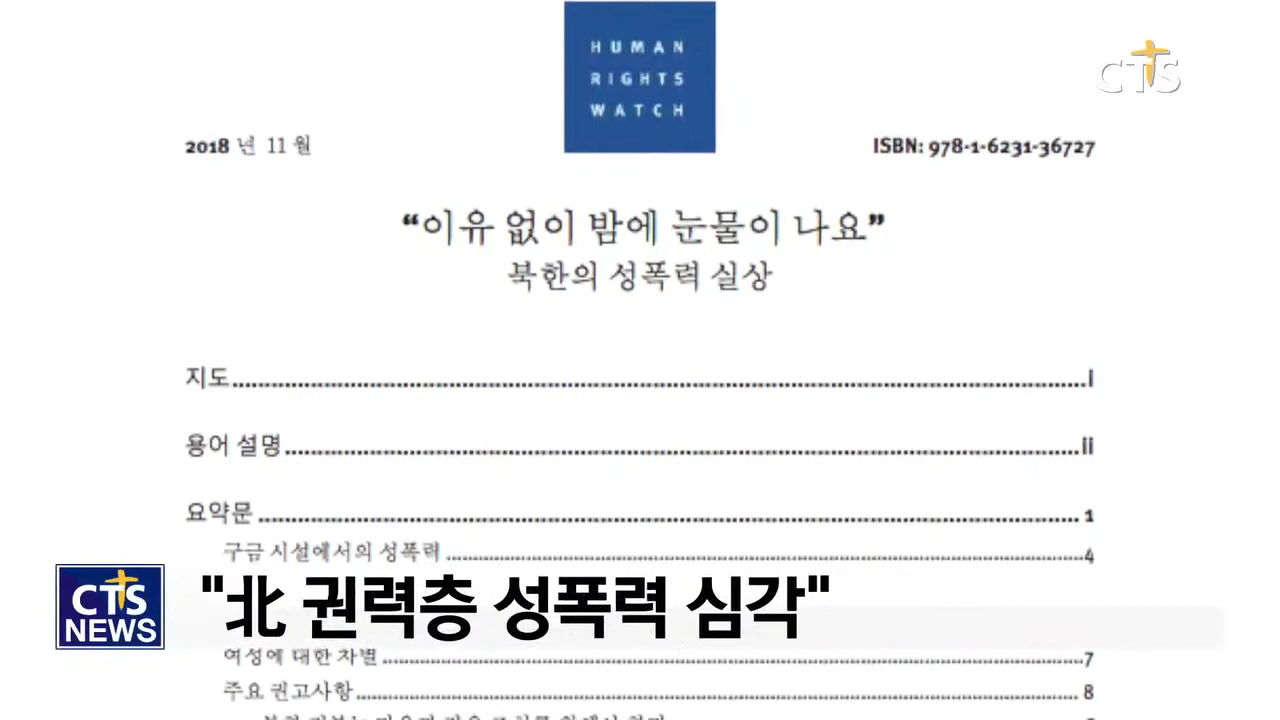 HUMAN
RIGHTS
WATCH
CTS
2018 년 11 월
ISBN: 978-1-6231-36727
“이유 없이 밤에 눈물이 나요”
북한의 성폭력 실상
지도........i
용어 설명........ii
요약문........1
구금 시설에서의 성폭력........4
CTS
NEWS
"北 권력층 성폭력 심각"
여성에 대한 차별........7
주요 권고사항........8